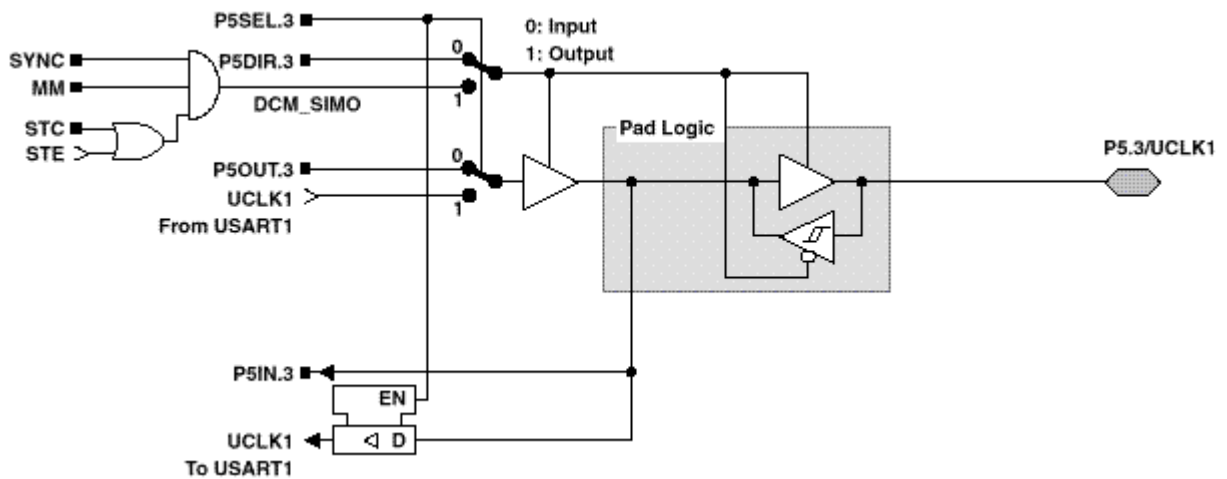 P5SEL.3
0: Input
1: Output
SYNC
P5DIR.3
0
MM
1
DCM_SIMO
STC
STE
Pad Logic
P5.3/UCLK1
P5OUT.3
0
UCLK1
1
From USART1
P5IN.3
EN
UCLK1
D
To USART1